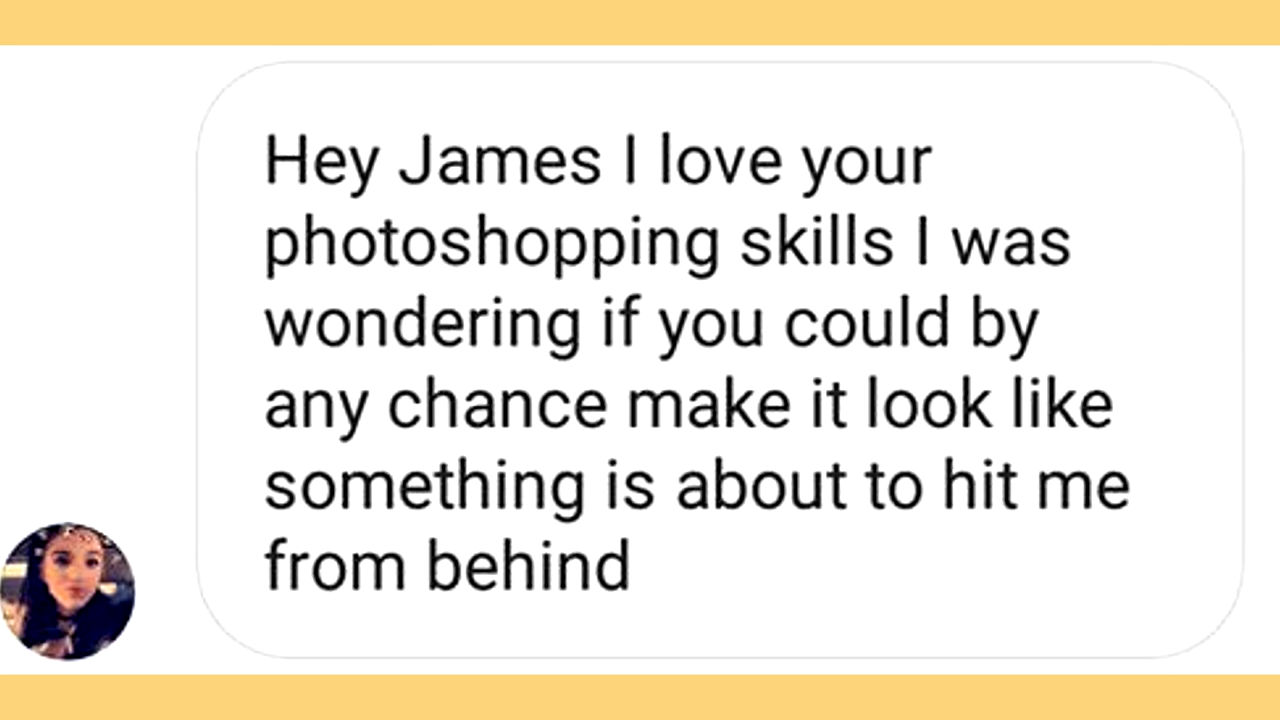 Hey James I love your
photoshopping skills I was
wondering if you could by
any chance make it look like
something is about to hit me
from behind